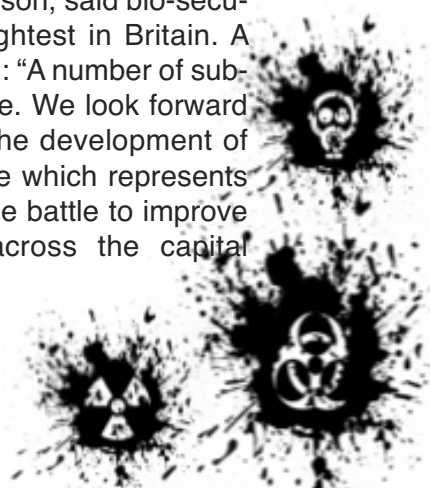 son, said bio-secu-
ghtest in Britain. A
: “A number of sub-
e. We look forward
he development of
e which represents
e battle to improve
across the capital